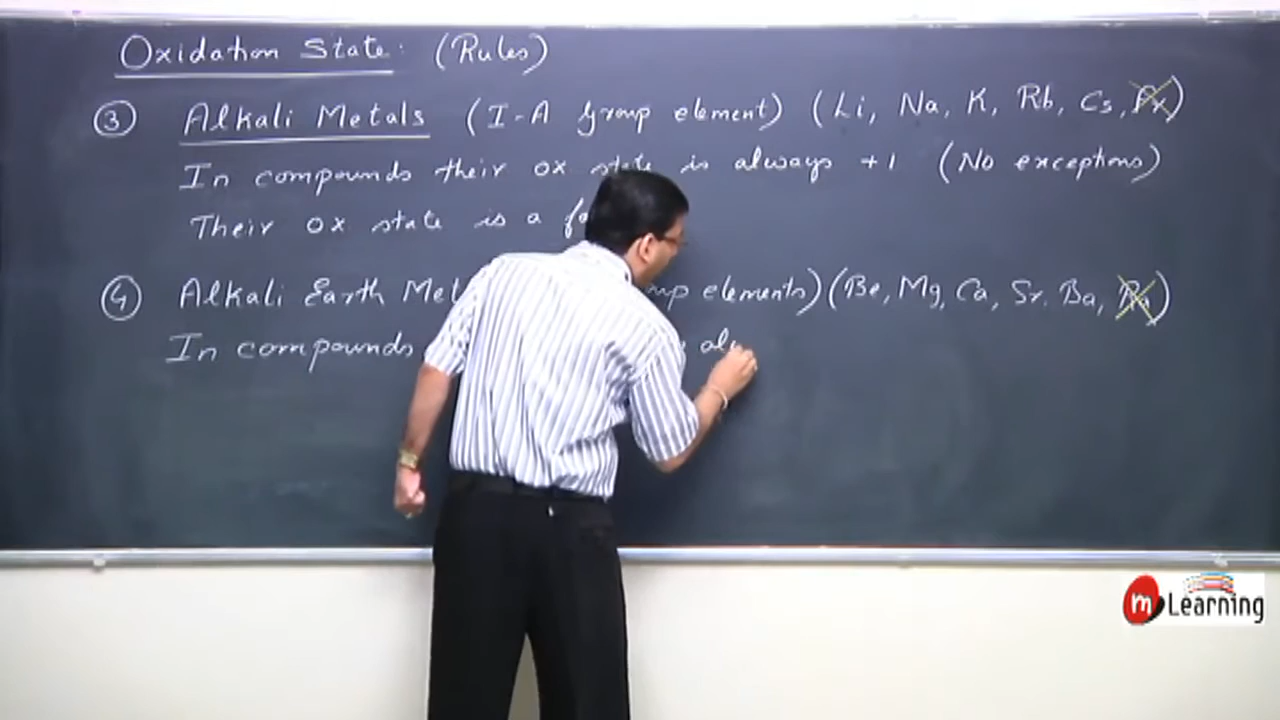 Oxidation State: (Rules)
③ Alkali Metals (I-A group element) (Li, Na, K, Rb, Cs, Fr)
In compounds their ox state is always +1 (No exceptions)
Their ox state is a
④ Alkali Earth Met elements) (Be, Mg, Ca, Sr, Ba, Ra)
In compounds
m Learning